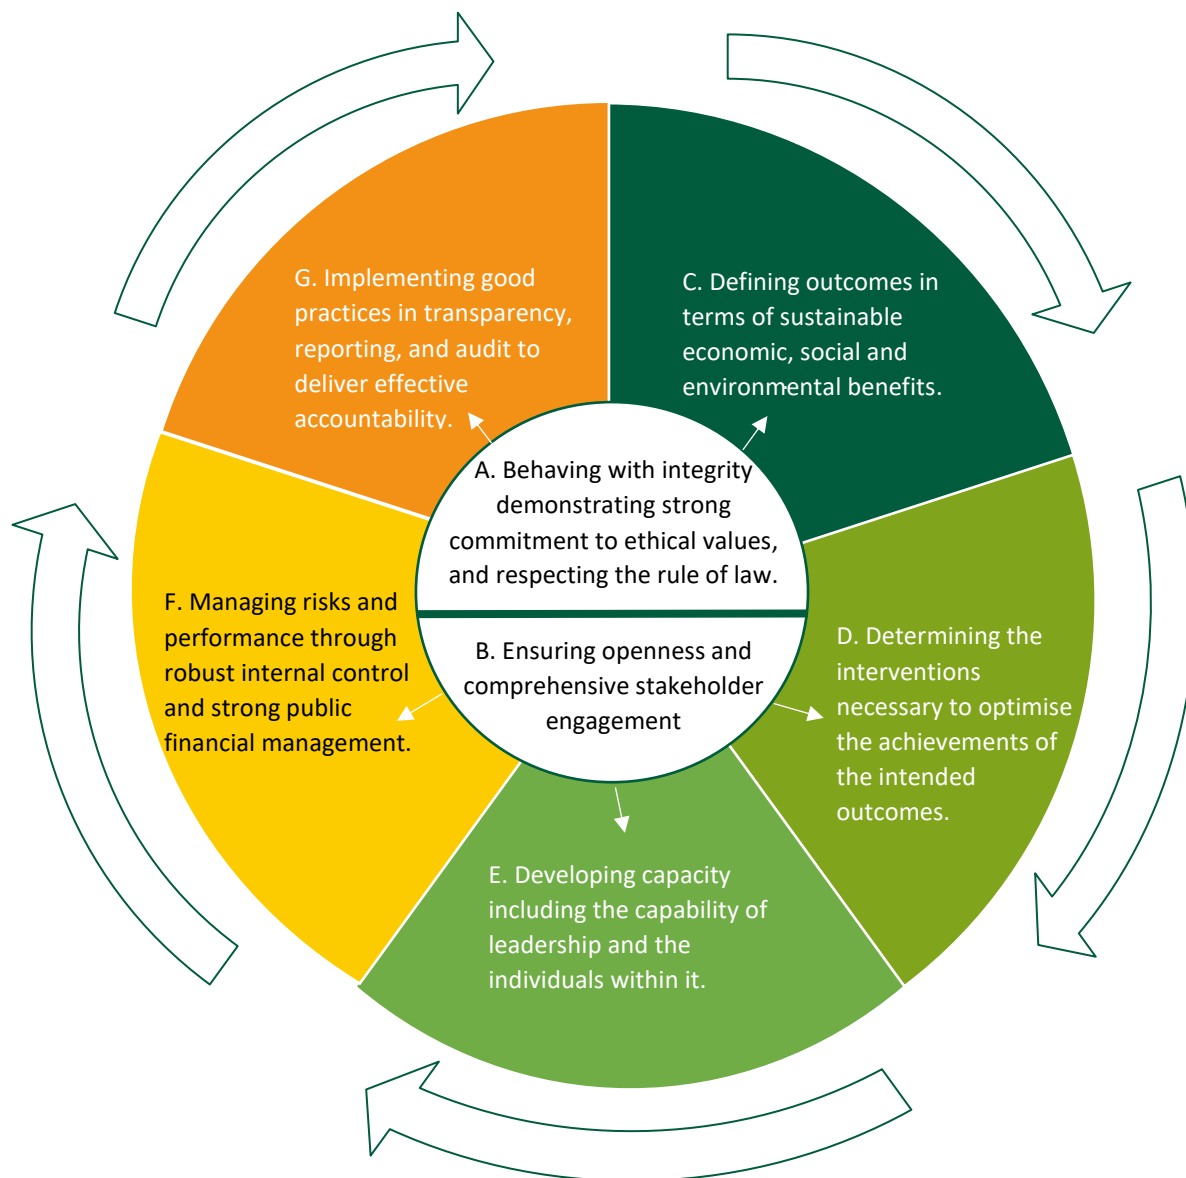 G. Implementing good
practices in transparency,
reporting, and audit to
deliver effective
accountability.
C. Defining outcomes in
terms of sustainable
economic, social and
environmental benefits.
A. Behaving with integrity
demonstrating strong
commitment to ethical values,
and respecting the rule of law.
B. Ensuring openness and
comprehensive stakeholder
engagement
F. Managing risks and
performance through
robust internal control
and strong public
financial management.
D. Determining the
interventions
necessary to optimise
the achievements of
the intended
outcomes.
E. Developing capacity
including the capability of
leadership and the
individuals within it.